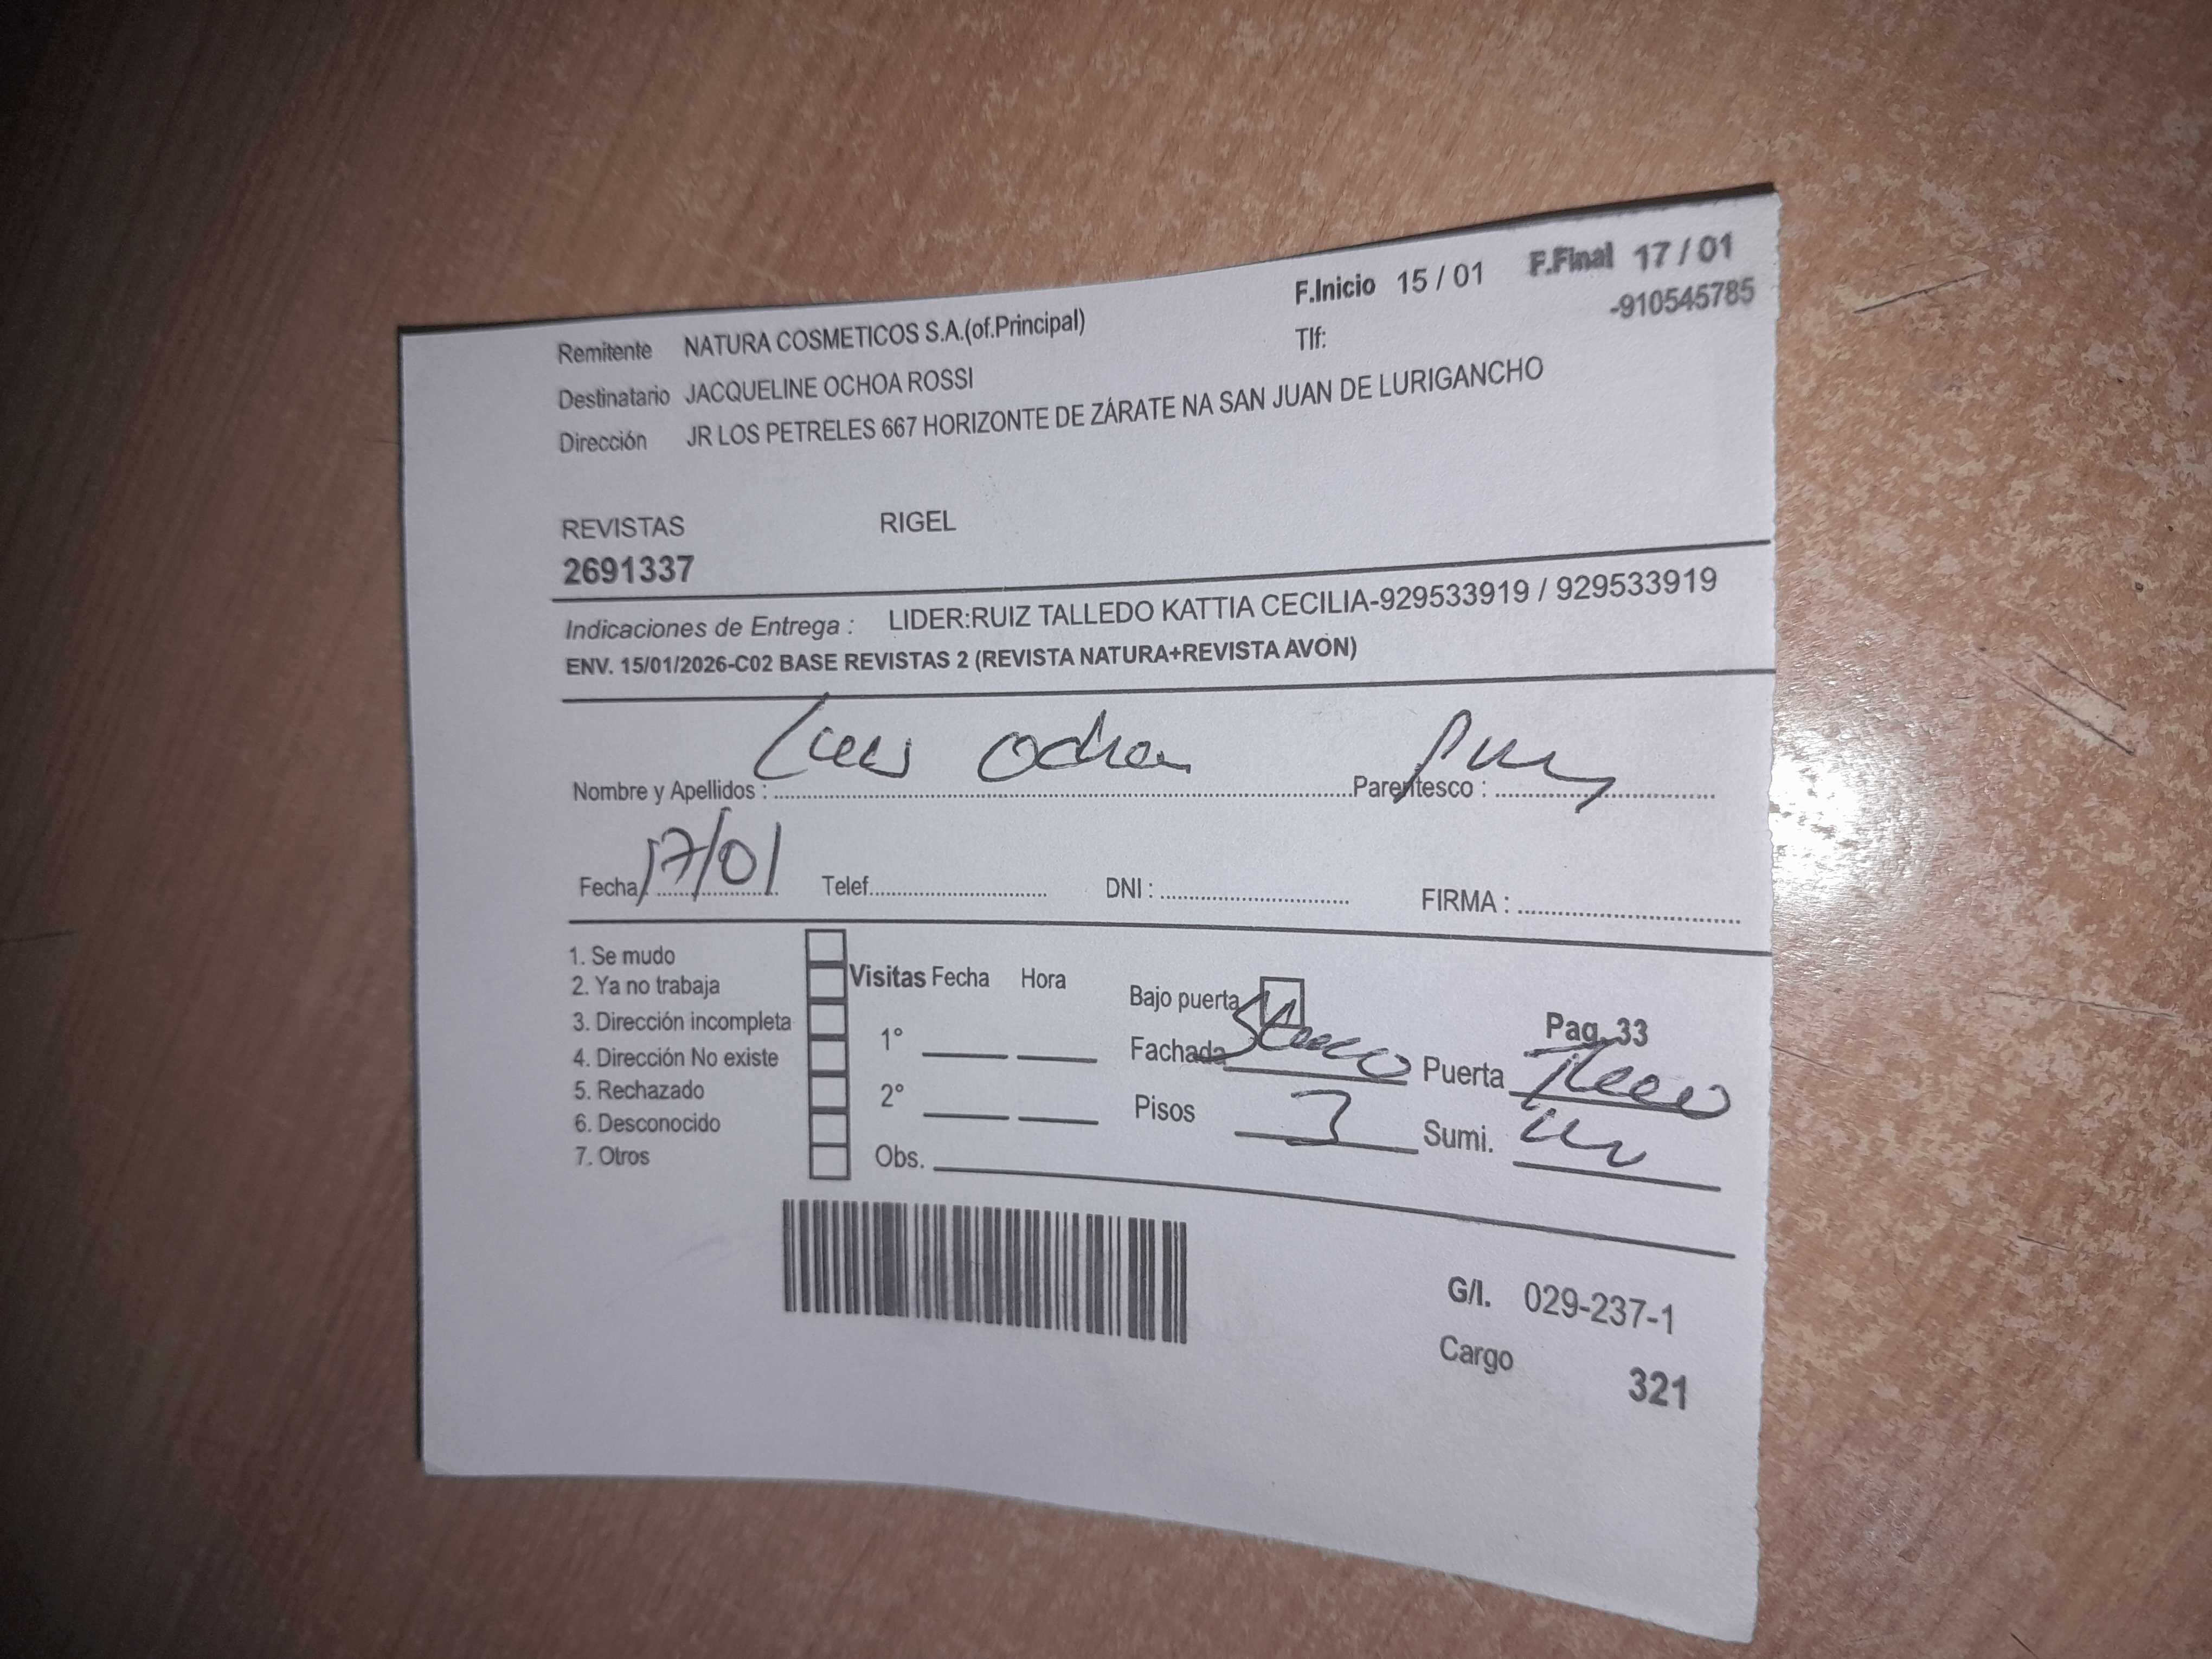 F.Inicio 15 / 01 F.Final 17 / 01
Remitente NATURA COSMETICOS S.A.(of.Principal) Tlf: -910545785
Destinatario JACQUELINE OCHOA ROSSI
Dirección JR LOS PETRELES 667 HORIZONTE DE ZÁRATE NA SAN JUAN DE LURIGANCHO
REVISTAS RIGEL
2691337
Indicaciones de Entrega : LIDER:RUIZ TALLEDO KATTIA CECILIA-929533919 / 929533919
ENV. 15/01/2026-C02 BASE REVISTAS 2 (REVISTA NATURA+REVISTA AVON)
Nombre y Apellidos : Luis Ochoa Parentesco :
Fecha 17/01 Telef. DNI : FIRMA :
1. Se mudo
2. Ya no trabaja
3. Dirección incompleta
4. Dirección No existe
5. Rechazado
6. Desconocido
7. Otros
Visitas Fecha Hora
1°
2°
Obs.
Bajo puerta
Pag. 33
Fachada Puerta
Pisos 3 Sumi.
G/I. 029-237-1
Cargo 321